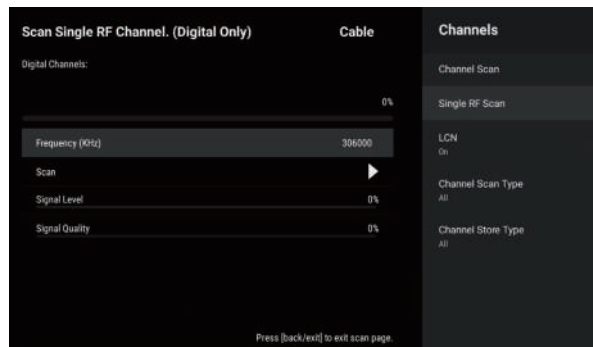 Scan Single RF Channel. (Digital Only) Cable
Digital Channels:
0%
Frequency (KHz) 306000
Scan
Signal Level 0%
Signal Quality 0%
Press [back/exit] to exit scan page.
Channels
Channel Scan
Single RF Scan
LCN
On
Channel Scan Type
All
Channel Store Type
All